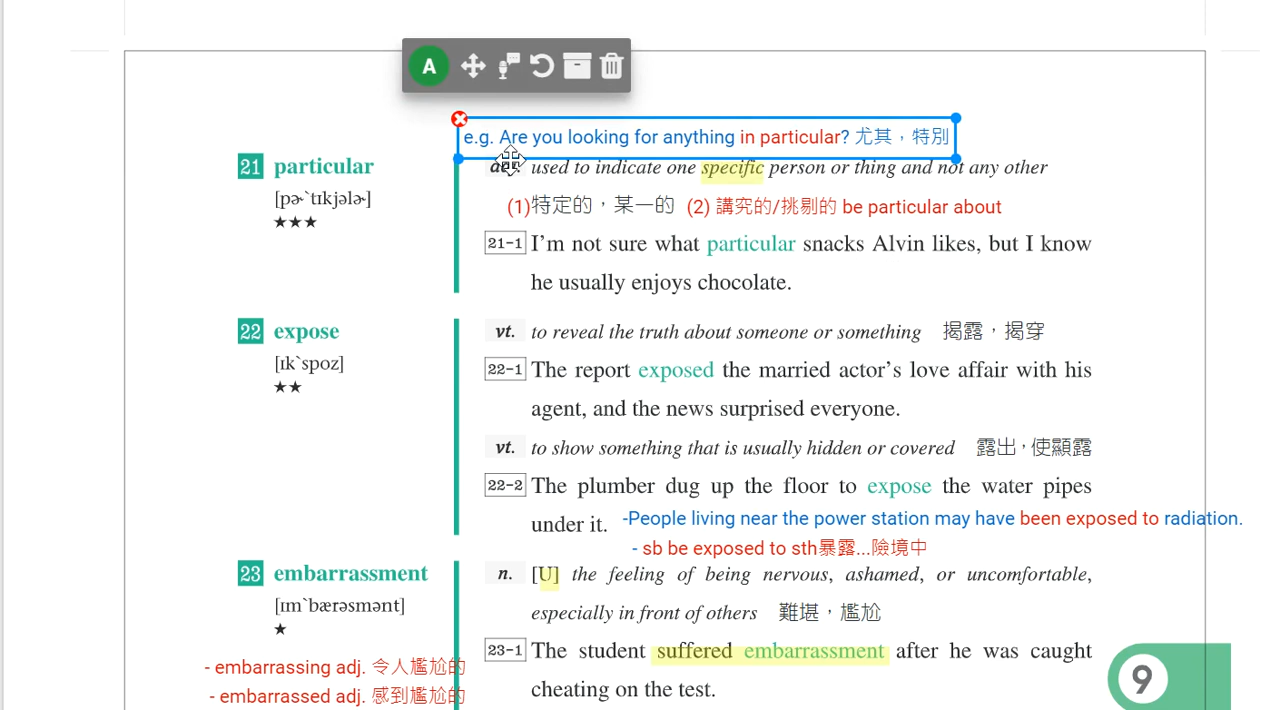 A
e.g. Are you looking for anything in particular? 尤其，特別
21 particular
used to indicate one specific person or thing and not any other
[pɚˋtɪkjəlɚ]
★★★
(1)特定的，某一的 (2) 講究的/挑剔的 be particular about
21-1 I'm not sure what particular snacks Alvin likes, but I know
he usually enjoys chocolate.
22 expose
vt. to reveal the truth about someone or something 揭露，揭穿
[ɪkˋspoz]
★★
22-1 The report exposed the married actor's love affair with his
agent, and the news surprised everyone.
vt. to show something that is usually hidden or covered 露出，使顯露
22-2 The plumber dug up the floor to expose the water pipes
under it.
-People living near the power station may have been exposed to radiation.
- sb be exposed to sth暴露...險境中
23 embarrassment
n. [U] the feeling of being nervous, ashamed, or uncomfortable,
especially in front of others 難堪，尷尬
[ɪmˋbærəsmənt]
★
23-1 The student suffered embarrassment after he was caught
cheating on the test.
- embarrassing adj. 令人尷尬的
- embarrassed adj. 感到尷尬的
9